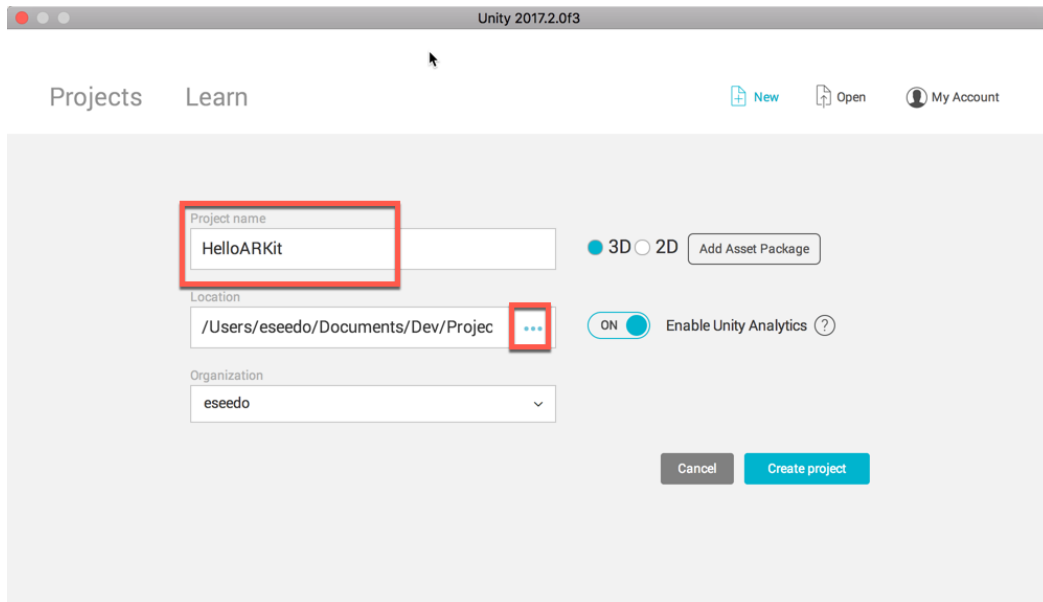 Unity 2017.2.0f3
Projects Learn New Open My Account
Project name
HelloARKit
3D 2D Add Asset Package
Location
/Users/eseedo/Documents/Dev/Projec ...
ON Enable Unity Analytics ?
Organization
eseedo
Cancel Create project